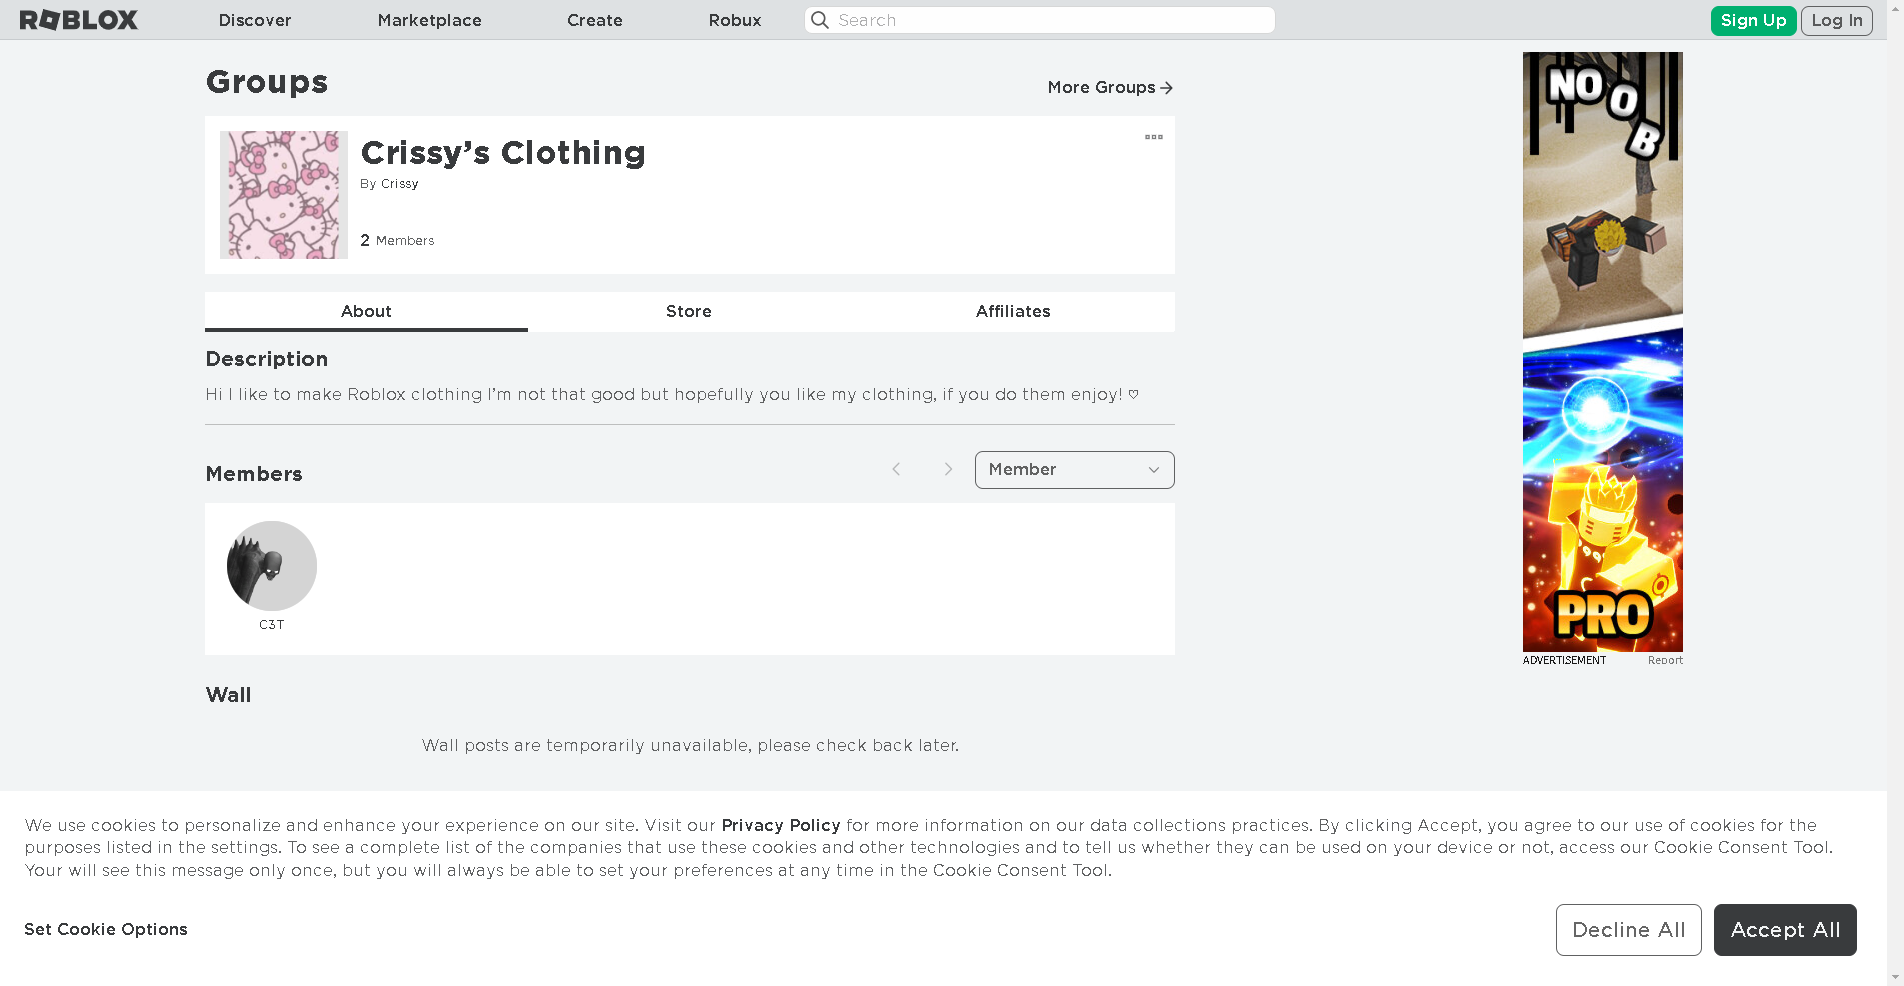 ROBLOX
Discover
Marketplace
Create
Robux
Search
Sign Up
Log In
Groups
More Groups
Crissy’s Clothing
By Crissy
2 Members
About
Store
Affiliates
Description
Hi I like to make Roblox clothing I’m not that good but hopefully you like my clothing, if you do them enjoy! ♡
Members
Member
C3T
Wall
Wall posts are temporarily unavailable, please check back later.
NOOB
PRO
ADVERTISEMENT
Report
We use cookies to personalize and enhance your experience on our site. Visit our Privacy Policy for more information on our data collections practices. By clicking Accept, you agree to our use of cookies for the
purposes listed in the settings. To see a complete list of the companies that use these cookies and other technologies and to tell us whether they can be used on your device or not, access our Cookie Consent Tool.
Your will see this message only once, but you will always be able to set your preferences at any time in the Cookie Consent Tool.
Set Cookie Options
Decline All
Accept All